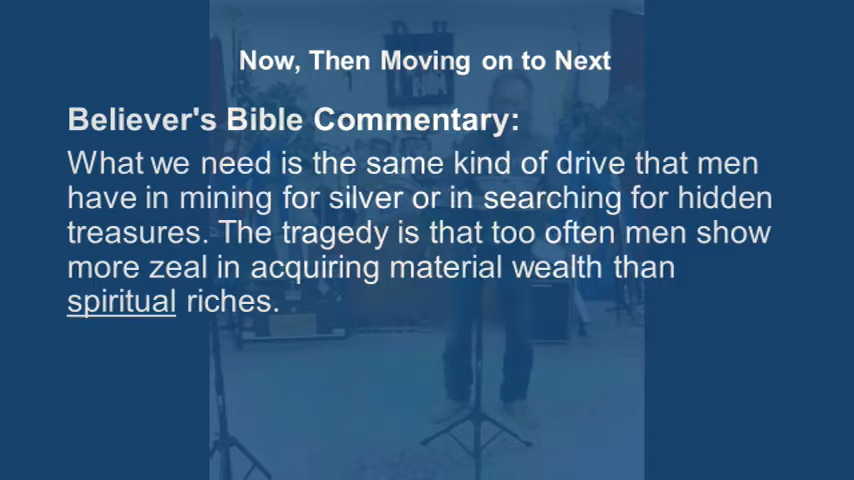 Now, Then Moving on to Next
Believer's Bible Commentary:
What we need is the same kind of drive that men
have in mining for silver or in searching for hidden
treasures. The tragedy is that too often men show
more zeal in acquiring material wealth than
spiritual riches.